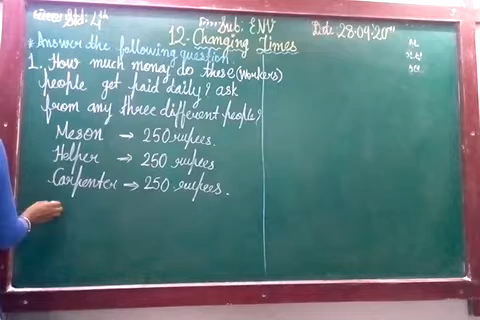 Std: 4th
Sub: ENV
Date 28.09.20
12. Changing Times
* Answer the following question.
1. How much money do these (workers)
people get paid daily? ask
from any three different people?
Meson → 250 rupees.
Helper → 250 rupees
Carpenter → 250 rupees.